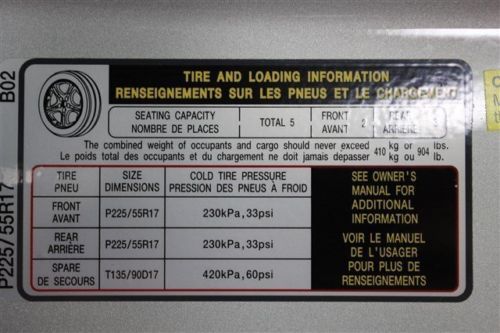 B02
P225/55R17
TIRE AND LOADING INFORMATION
RENSEIGNEMENTS SUR LES PNEUS ET LE CHARGEMENT
SEATING CAPACITY
NOMBRE DE PLACES
TOTAL 5
FRONT
AVANT 2
REAR
ARRIÈRE
The combined weight of occupants and cargo should never exceed 410 kg or 904 lbs.
Le poids total des occupants et du chargement ne doit jamais dépasser 410 kg ou 904 lb.
TIRE
PNEU
SIZE
DIMENSIONS
COLD TIRE PRESSURE
PRESSION DES PNEUS À FROID
FRONT
AVANT
P225/55R17
230kPa,33psi
REAR
ARRIÈRE
P225/55R17
230kPa,33psi
SPARE
DE SECOURS
T135/90D17
420kPa,60psi
SEE OWNER'S
MANUAL FOR
ADDITIONAL
INFORMATION
VOIR LE MANUEL
DE L'USAGER
POUR PLUS DE
RENSEIGNEMENTS